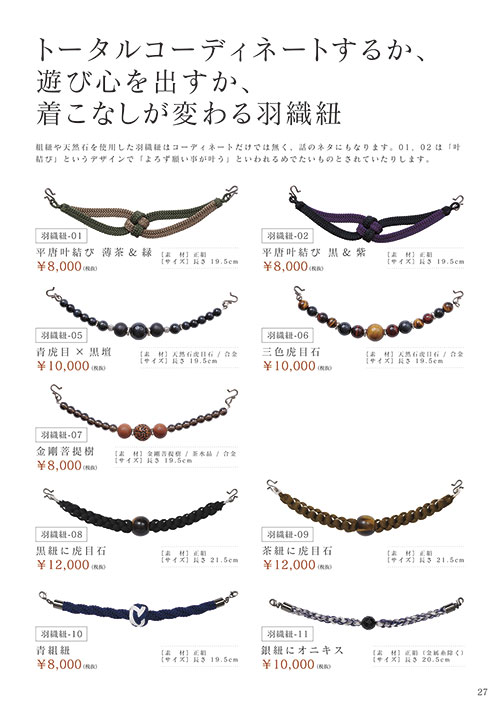 トータルコーディネートするか、
遊び心を出すか、
着こなしが変わる羽織紐
組紐や天然石を使用した羽織紐はコーディネートだけでは無く、話のネタにもなります。01, 02 は「叶
結び」というデザインで「よろず願い事が叶う」といわれるめでたいものとされていたりします。
羽織紐-01
平唐叶結び 薄茶 & 緑
¥8,000(税抜)
[素　材] 正絹
[サイズ] 長さ 19.5cm
羽織紐-02
平唐叶結び 黒 & 紫
¥8,000(税抜)
[素　材] 正絹
[サイズ] 長さ 19.5cm
羽織紐-05
青虎目 × 黒壇
¥10,000(税抜)
[素　材] 天然石虎目石 / 合金
[サイズ] 長さ 19.5cm
羽織紐-06
三色虎目石
¥10,000(税抜)
[素　材] 天然石虎目石 / 合金
[サイズ] 長さ 19.5cm
羽織紐-07
金剛菩提樹
¥8,000(税抜)
[素　材] 金剛菩提樹 / 茶水晶 / 合金
[サイズ] 長さ 19.5cm
羽織紐-08
黒紐に虎目石
¥12,000(税抜)
[素　材] 正絹
[サイズ] 長さ 21.5cm
羽織紐-09
茶紐に虎目石
¥12,000(税抜)
[素　材] 正絹
[サイズ] 長さ 21.5cm
羽織紐-10
青組紐
¥8,000(税抜)
[素　材] 正絹
[サイズ] 長さ 19.5cm
羽織紐-11
銀紐にオニキス
¥10,000(税抜)
[素　材] 正絹（金属糸除く）
[サイズ] 長さ 20.5cm
27